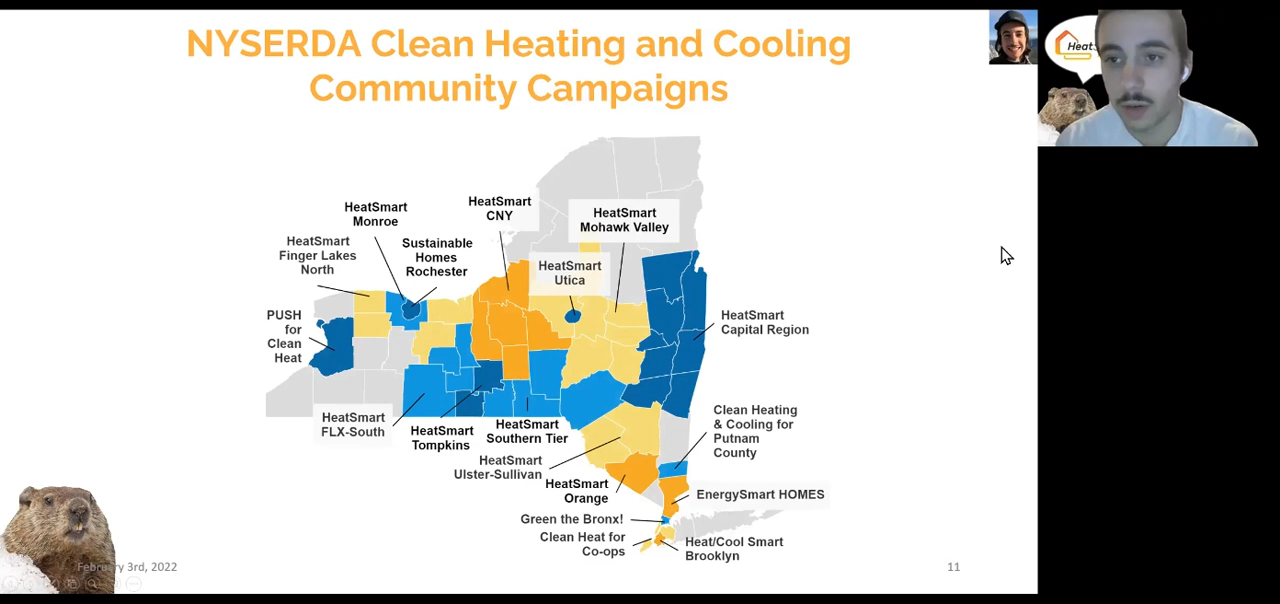 NYSERDA Clean Heating and Cooling
Community Campaigns
HeatSmart
Monroe
HeatSmart
CNY
HeatSmart
Mohawk Valley
HeatSmart
Finger Lakes
North
Sustainable
Homes
Rochester
HeatSmart
Utica
PUSH
for
Clean
Heat
HeatSmart
Capital Region
HeatSmart
FLX-South
HeatSmart
Tompkins
HeatSmart
Southern Tier
Clean Heating
& Cooling for
Putnam
County
HeatSmart
Ulster-Sullivan
HeatSmart
Orange
EnergySmart HOMES
Green the Bronx!
Clean Heat for
Co-ops
Heat/Cool Smart
Brooklyn
February 3rd, 2022
11